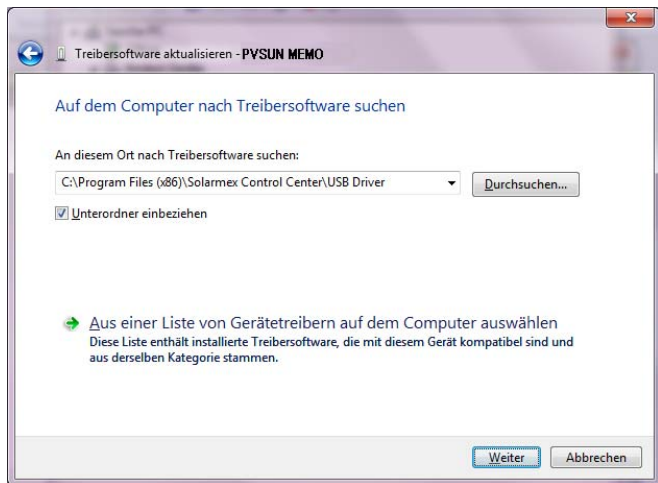 Treibersoftware aktualisieren - PVSUN MEMO
Auf dem Computer nach Treibersoftware suchen
An diesem Ort nach Treibersoftware suchen:
C:\Program Files (x86)\Solarmex Control Center\USB Driver
Durchsuchen...
Unterordner einbeziehen
Aus einer Liste von Gerätetreibern auf dem Computer auswählen
Diese Liste enthält installierte Treibersoftware, die mit diesem Gerät kompatibel sind und
aus derselben Kategorie stammen.
Weiter
Abbrechen